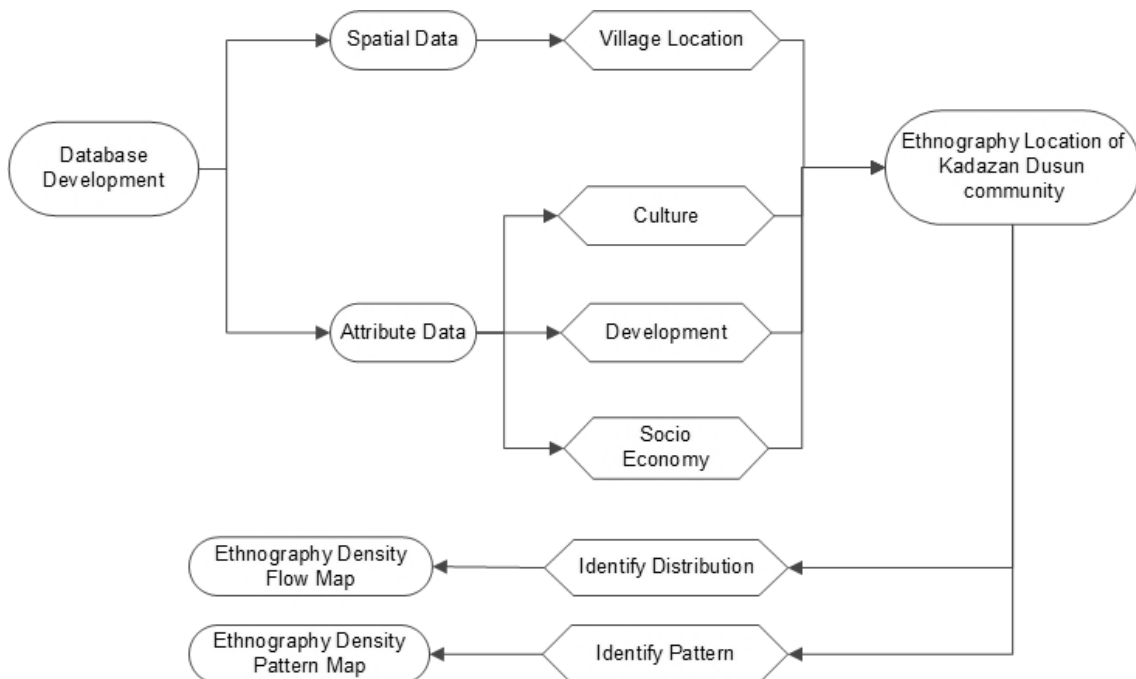 Spatial Data
Village Location
Database
Development
Ethnography Location of
Kadazan Dusun
community
Culture
Attribute Data
Development
Socio
Economy
Ethnography Density
Flow Map
Identify Distribution
Ethnography Density
Pattern Map
Identify Pattern